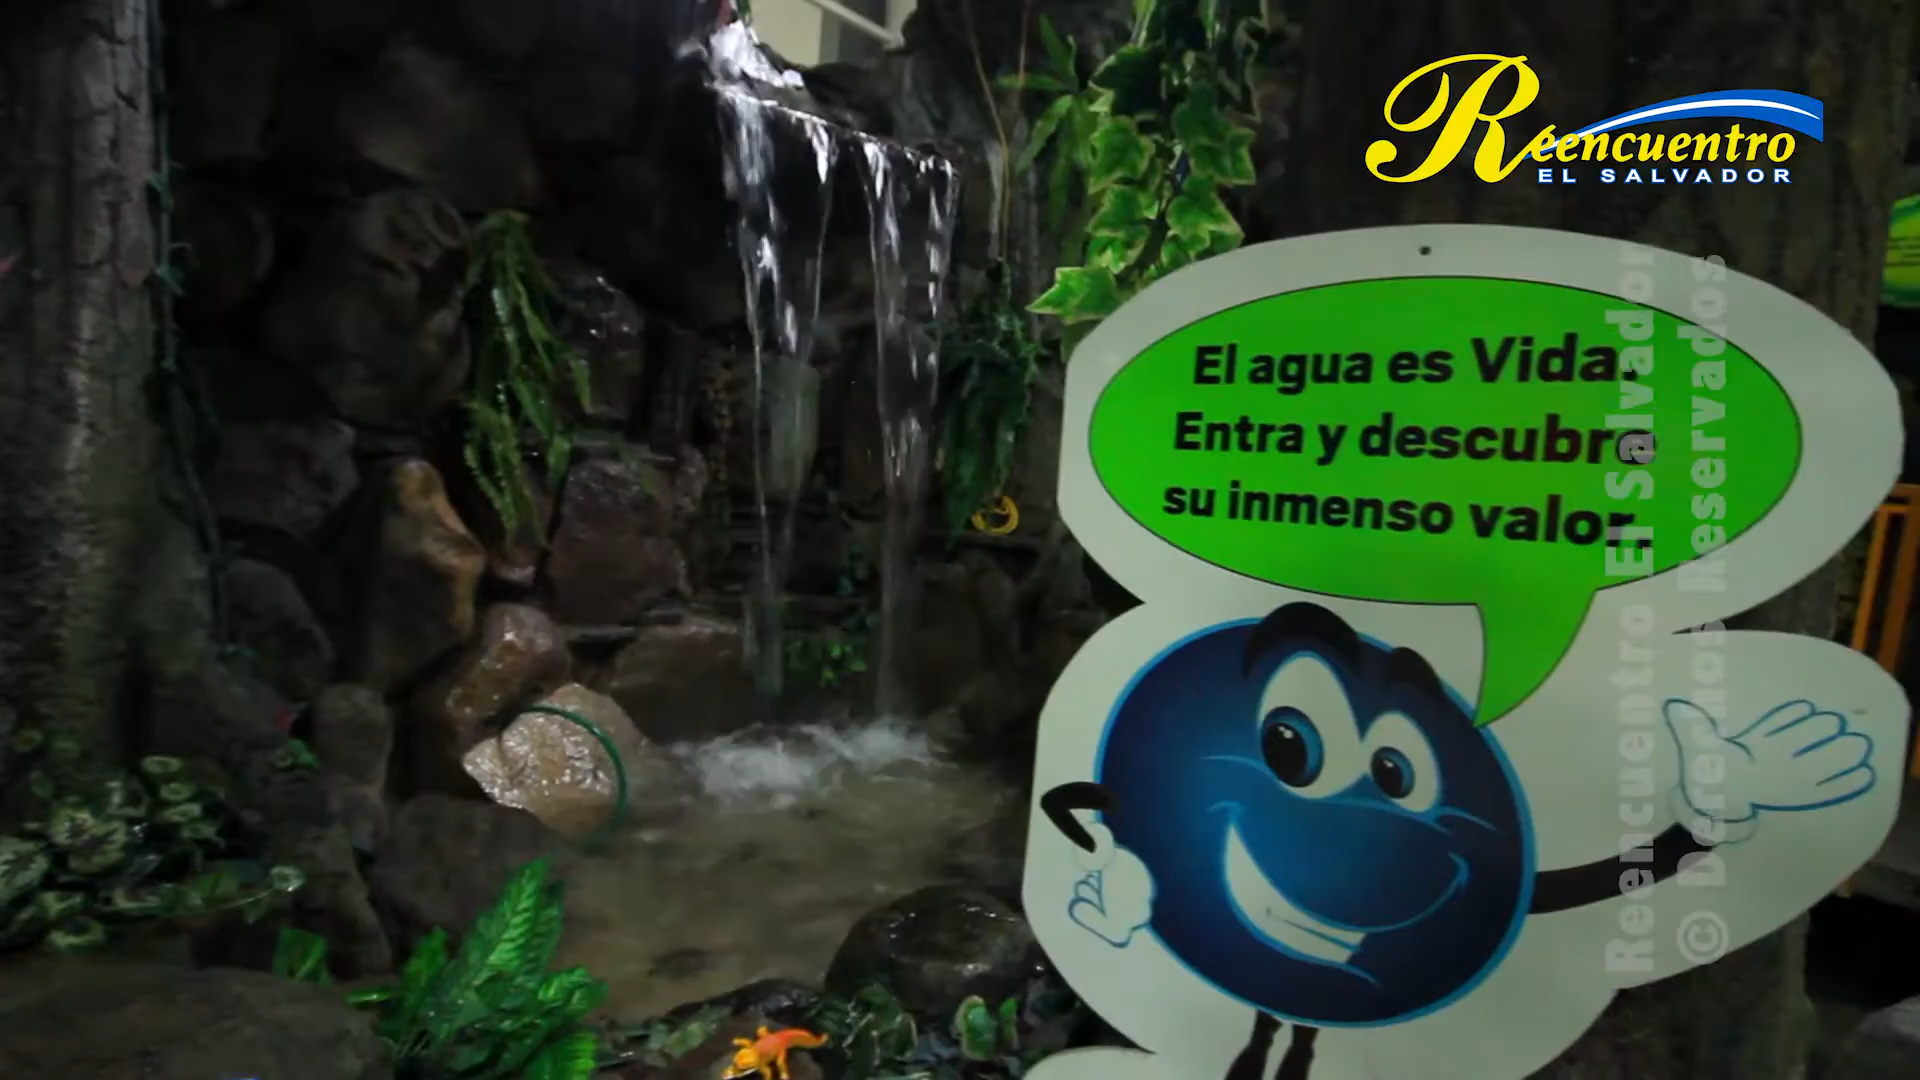 Reencuentro
EL SALVADOR
El agua es Vida.
Entra y descubre
su inmenso valor.
Reencuentro El Salvador
© Derechos Reservados